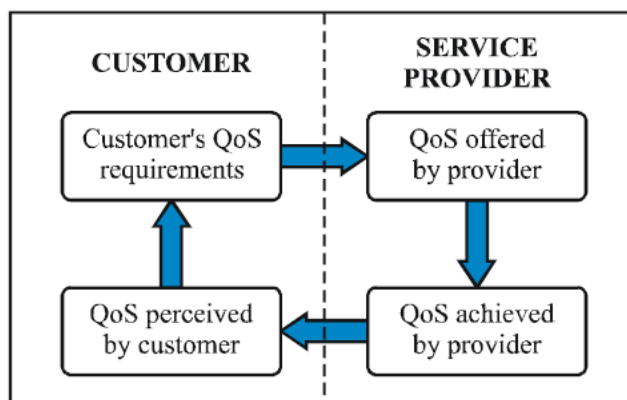 CUSTOMER
SERVICE
PROVIDER
Customer's QoS
requirements
QoS offered
by provider
QoS perceived
by customer
QoS achieved
by provider